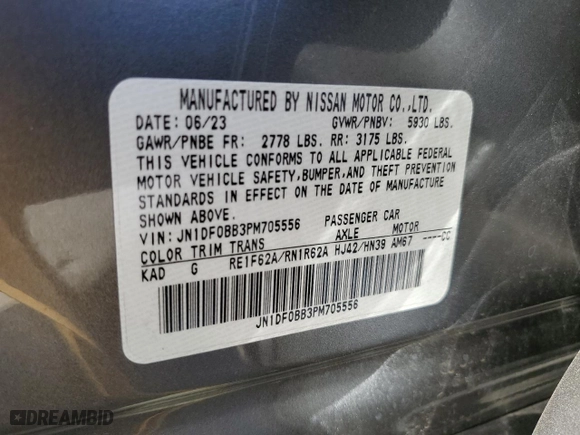 MANUFACTURED BY NISSAN MOTOR CO.,LTD.
DATE: 06/23 GVWR/PNBV: 5930 LBS.
GAWR/PNBE FR: 2778 LBS. RR: 3175 LBS.
THIS VEHICLE CONFORMS TO ALL APPLICABLE FEDERAL
MOTOR VEHICLE SAFETY,BUMPER,AND THEFT PREVENTION
STANDARDS IN EFFECT ON THE DATE OF MANUFACTURE
SHOWN ABOVE.
VIN: JN1DF0BB3PM705556 PASSENGER CAR
COLOR TRIM TRANS AXLE MOTOR
KAD G RE1F62A/RN1R62A HJ42/HN39 AM67 ----CC
JN1DF0BB3PM705556
DREAMBID